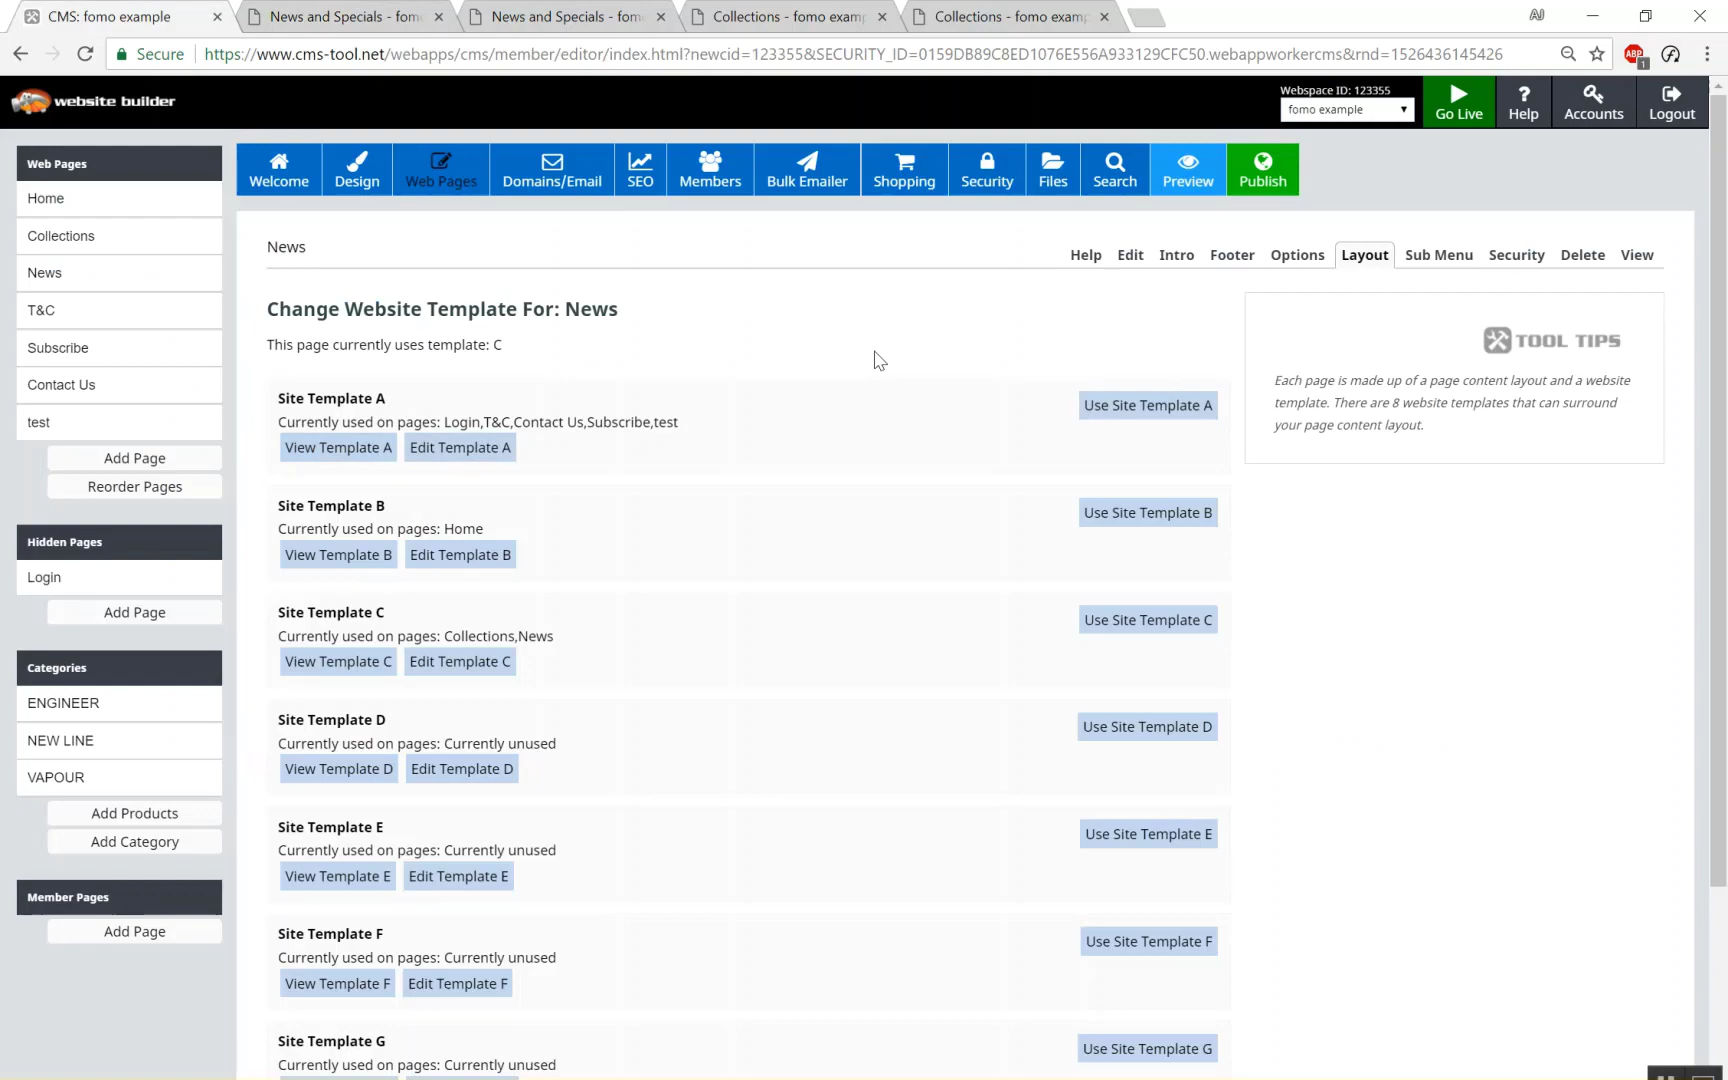 CMS: fomo example
News and Specials - fomo
News and Specials - fomo
Collections - fomo examp
Collections - fomo examp
AJ
Secure
https://www.cms-tool.net/webapps/cms/member/editor/index.html?newcid=123355&SECURITY_ID=0159DB89C8ED1076E556A933129CFC50.webappworkercms&rnd=1526436145426
ABP
1
website builder
Webspace ID: 123355
fomo example
Go Live
Help
Accounts
Logout
Welcome
Design
Web Pages
Domains/Email
SEO
Members
Bulk Emailer
Shopping
Security
Files
Search
Preview
Publish
Web Pages
Home
Collections
News
T&C
Subscribe
Contact Us
test
Add Page
Reorder Pages
Hidden Pages
Login
Add Page
Categories
ENGINEER
NEW LINE
VAPOUR
Add Products
Add Category
Member Pages
Add Page
News
Help
Edit
Intro
Footer
Options
Layout
Sub Menu
Security
Delete
View
Change Website Template For: News
This page currently uses template: C
Site Template A
Currently used on pages: Login,T&C,Contact Us,Subscribe,test
View Template A
Edit Template A
Use Site Template A
Site Template B
Currently used on pages: Home
View Template B
Edit Template B
Use Site Template B
Site Template C
Currently used on pages: Collections,News
View Template C
Edit Template C
Use Site Template C
Site Template D
Currently used on pages: Currently unused
View Template D
Edit Template D
Use Site Template D
Site Template E
Currently used on pages: Currently unused
View Template E
Edit Template E
Use Site Template E
Site Template F
Currently used on pages: Currently unused
View Template F
Edit Template F
Use Site Template F
Site Template G
Currently used on pages: Currently unused
Use Site Template G
TOOL TIPS
Each page is made up of a page content layout and a website
template. There are 8 website templates that can surround
your page content layout.